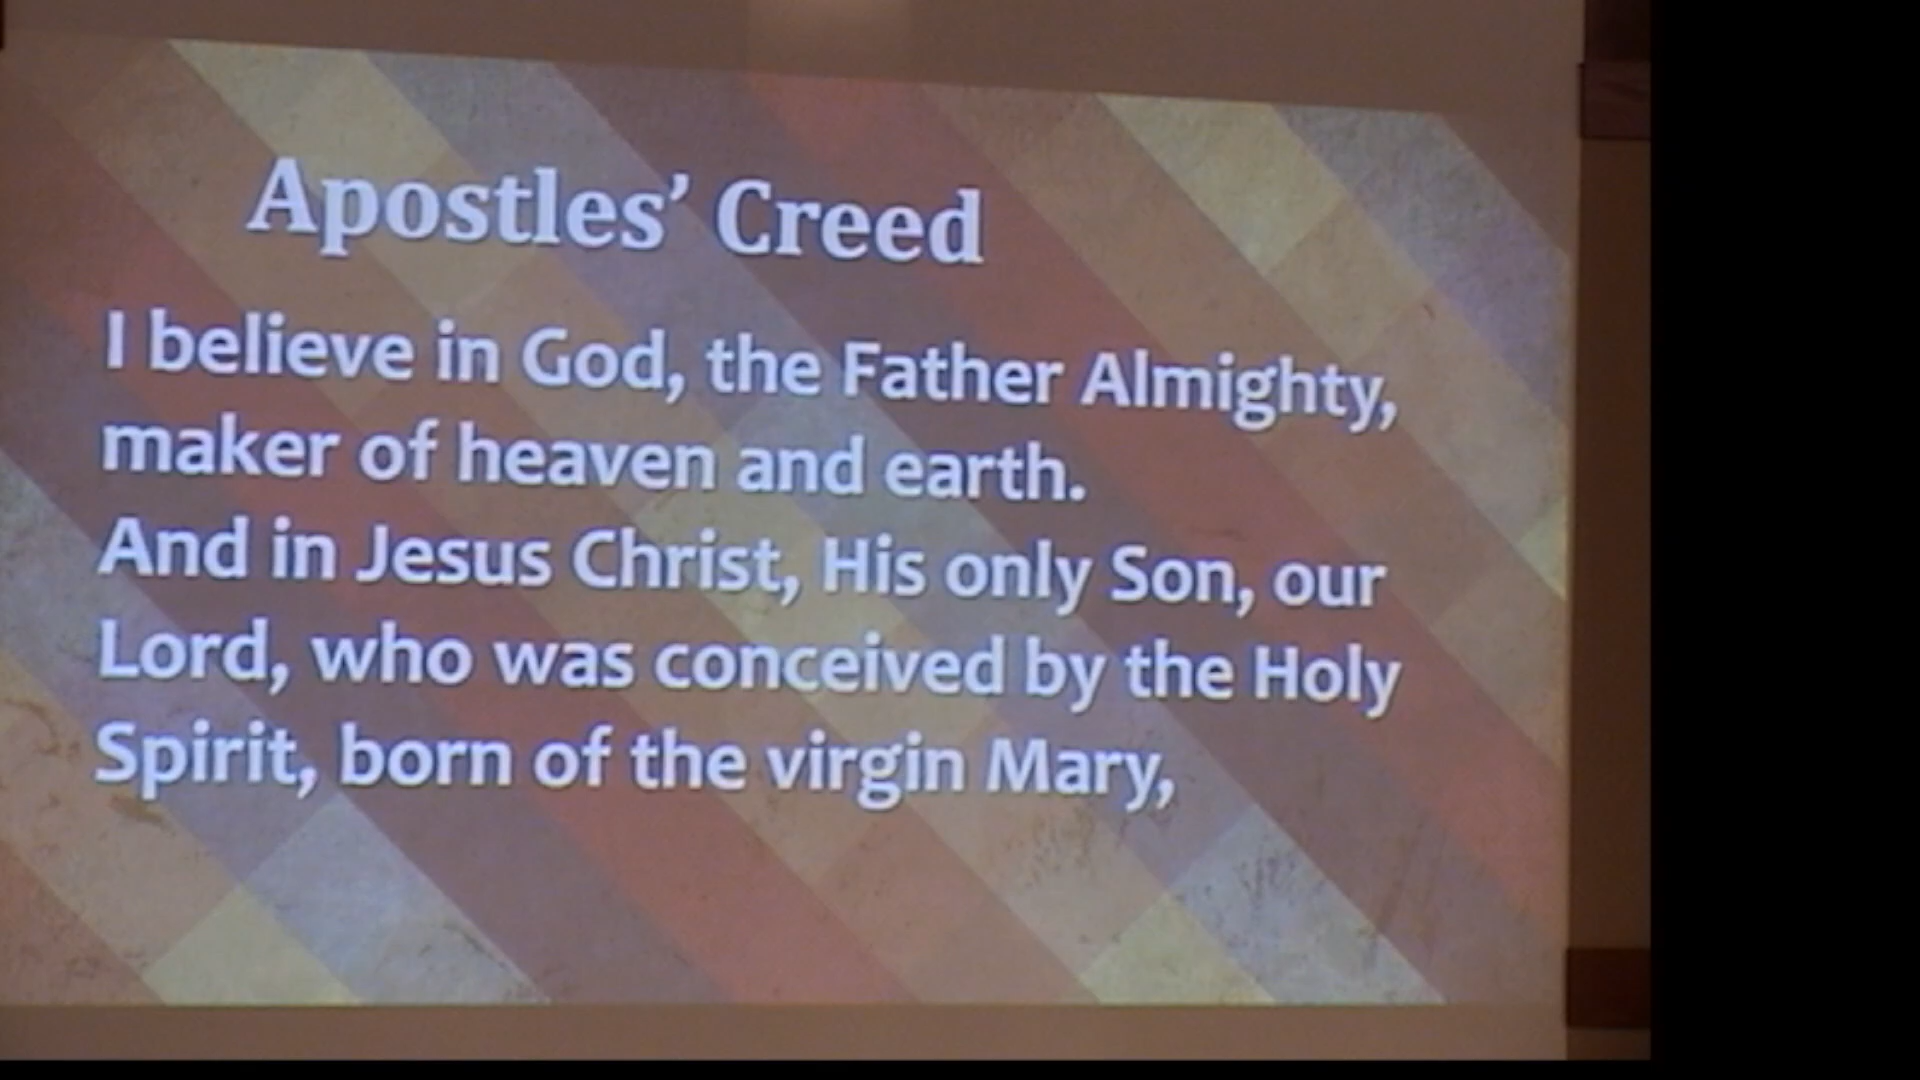 Apostles’ Creed
I believe in God, the Father Almighty,
maker of heaven and earth.
And in Jesus Christ, His only Son, our
Lord, who was conceived by the Holy
Spirit, born of the virgin Mary,